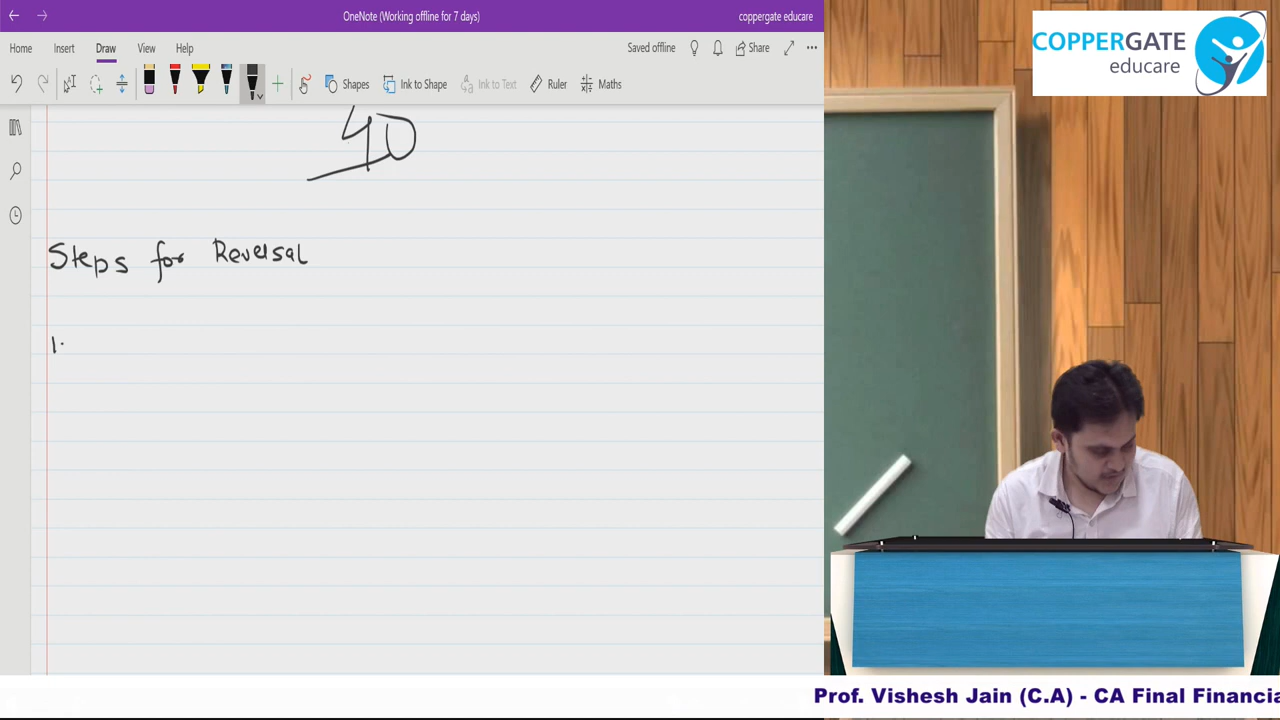 OneNote (Working offline for 7 days)
coppergate educare
Home Insert Draw View Help
Saved offline
Share
Shapes
Ink to Shape
Ink to Text
Ruler
Maths
40
Steps for Reversal
1.
COPPERGATE
educare
Prof. Vishesh Jain (C.A) - CA Final Financia